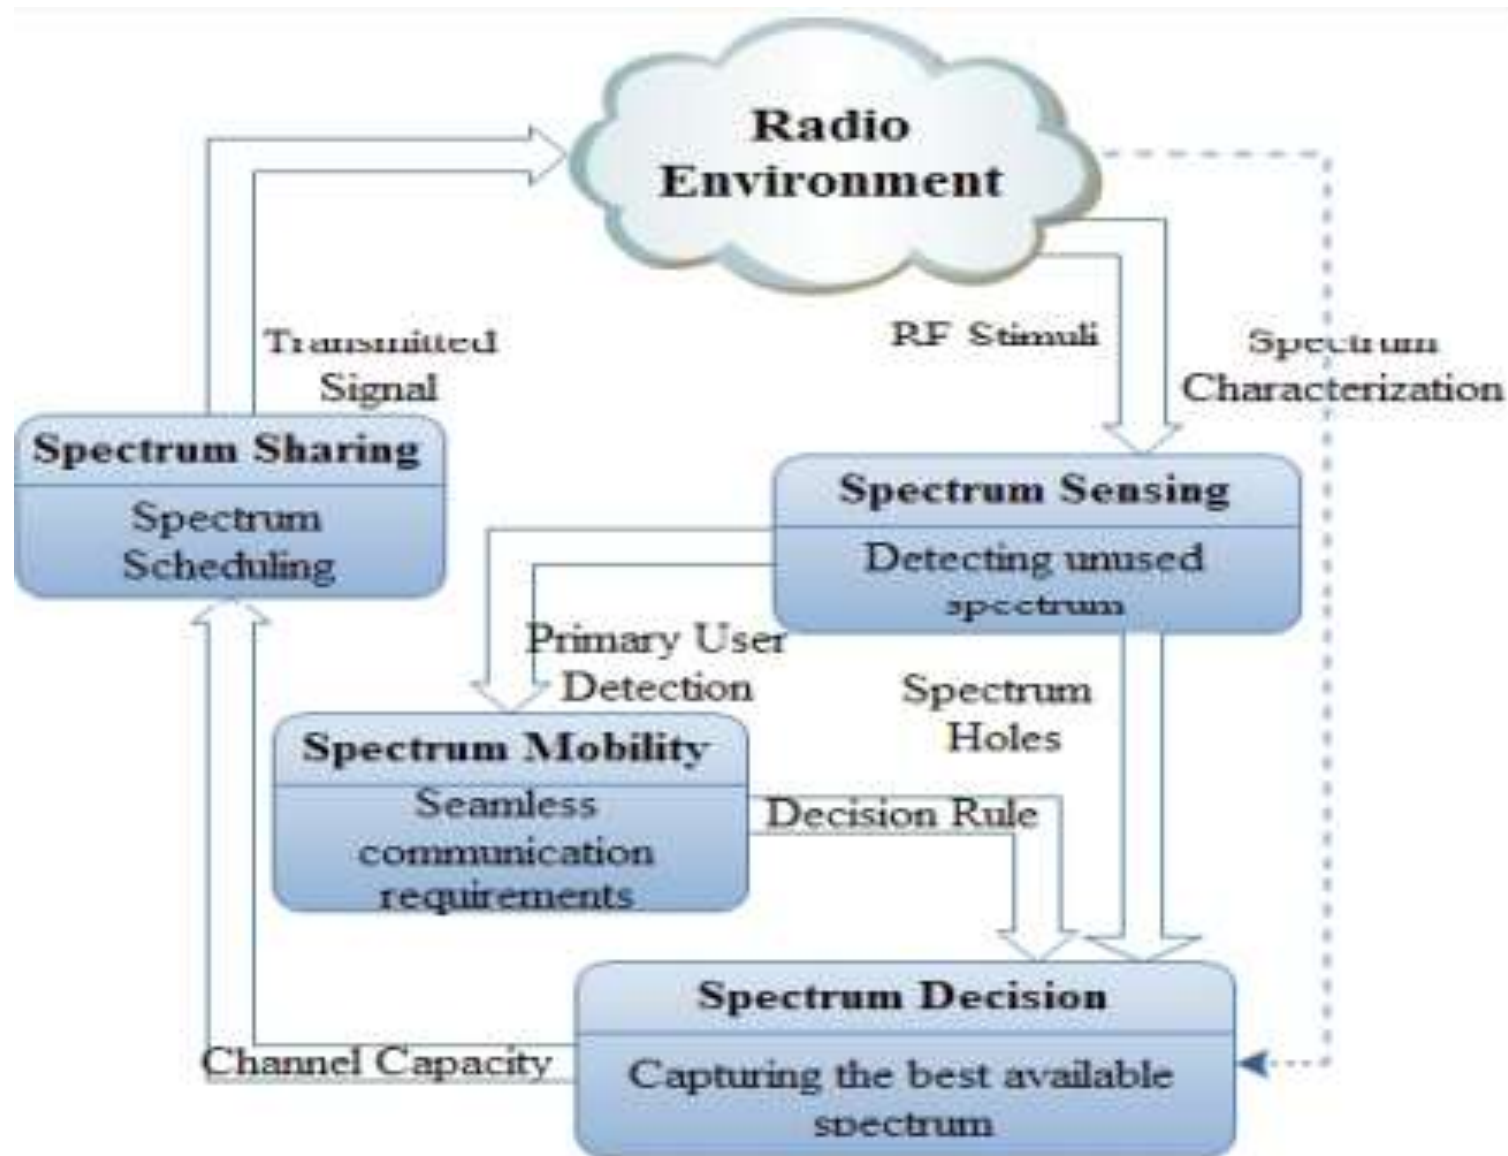 Radio
Environment
RF Stimuli
Spectrum
Characterization
Transmitted
Signal
Spectrum Sharing
Spectrum
Scheduling
Spectrum Sensing
Detecting unused
spectrum
Primary User
Detection
Spectrum
Holes
Spectrum Mobility
Seamless
communication
requirements
Decision Rule
Spectrum Decision
Capturing the best available
spectrum
Channel Capacity